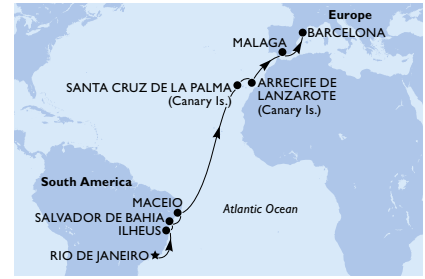 Europe
BARCELONA
MALAGA
SANTA CRUZ DE LA PALMA
(Canary Is.)
ARRECIFE DE
LANZAROTE
(Canary Is.)
South America
MACEIO
SALVADOR DE BAHIA
ILHEUS
Atlantic Ocean
RIO DE JANEIRO